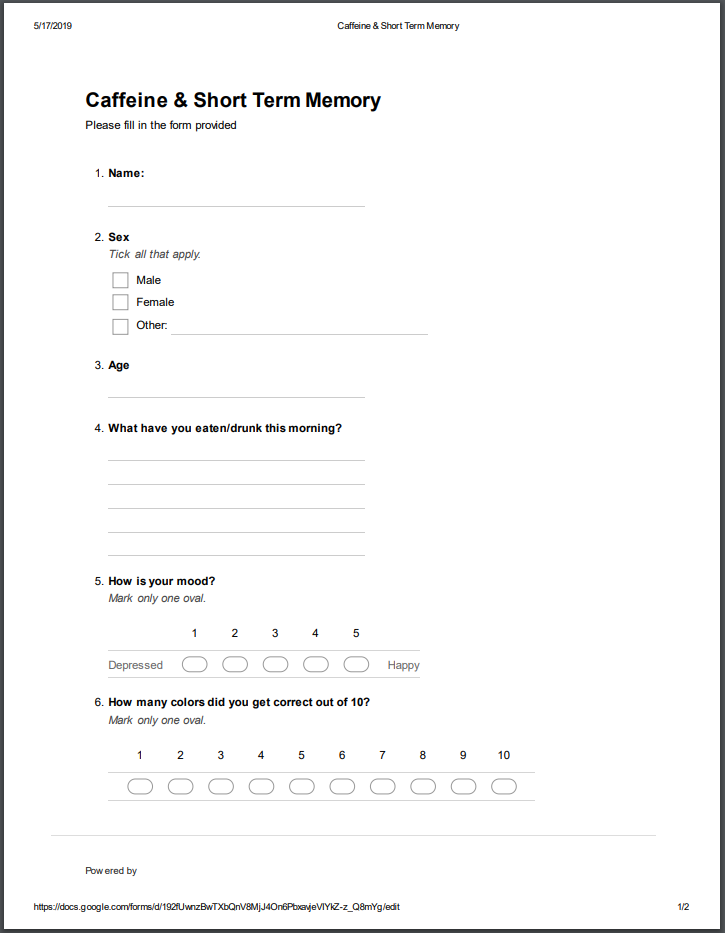 5/17/2019 Caffeine & Short Term Memory
Caffeine & Short Term Memory
Please fill in the form provided
1. Name:
2. Sex
Tick all that apply.
Male
Female
Other:
3. Age
4. What have you eaten/drunk this morning?
5. How is your mood?
Mark only one oval.
1 2 3 4 5
Depressed Happy
6. How many colors did you get correct out of 10?
Mark only one oval.
1 2 3 4 5 6 7 8 9 10
Powered by
https://docs.google.com/forms/d/192fUwnzBwTXbQnV8MjJ4On6PbxavjeVIYkZ-z_Q8mYg/edit 1/2